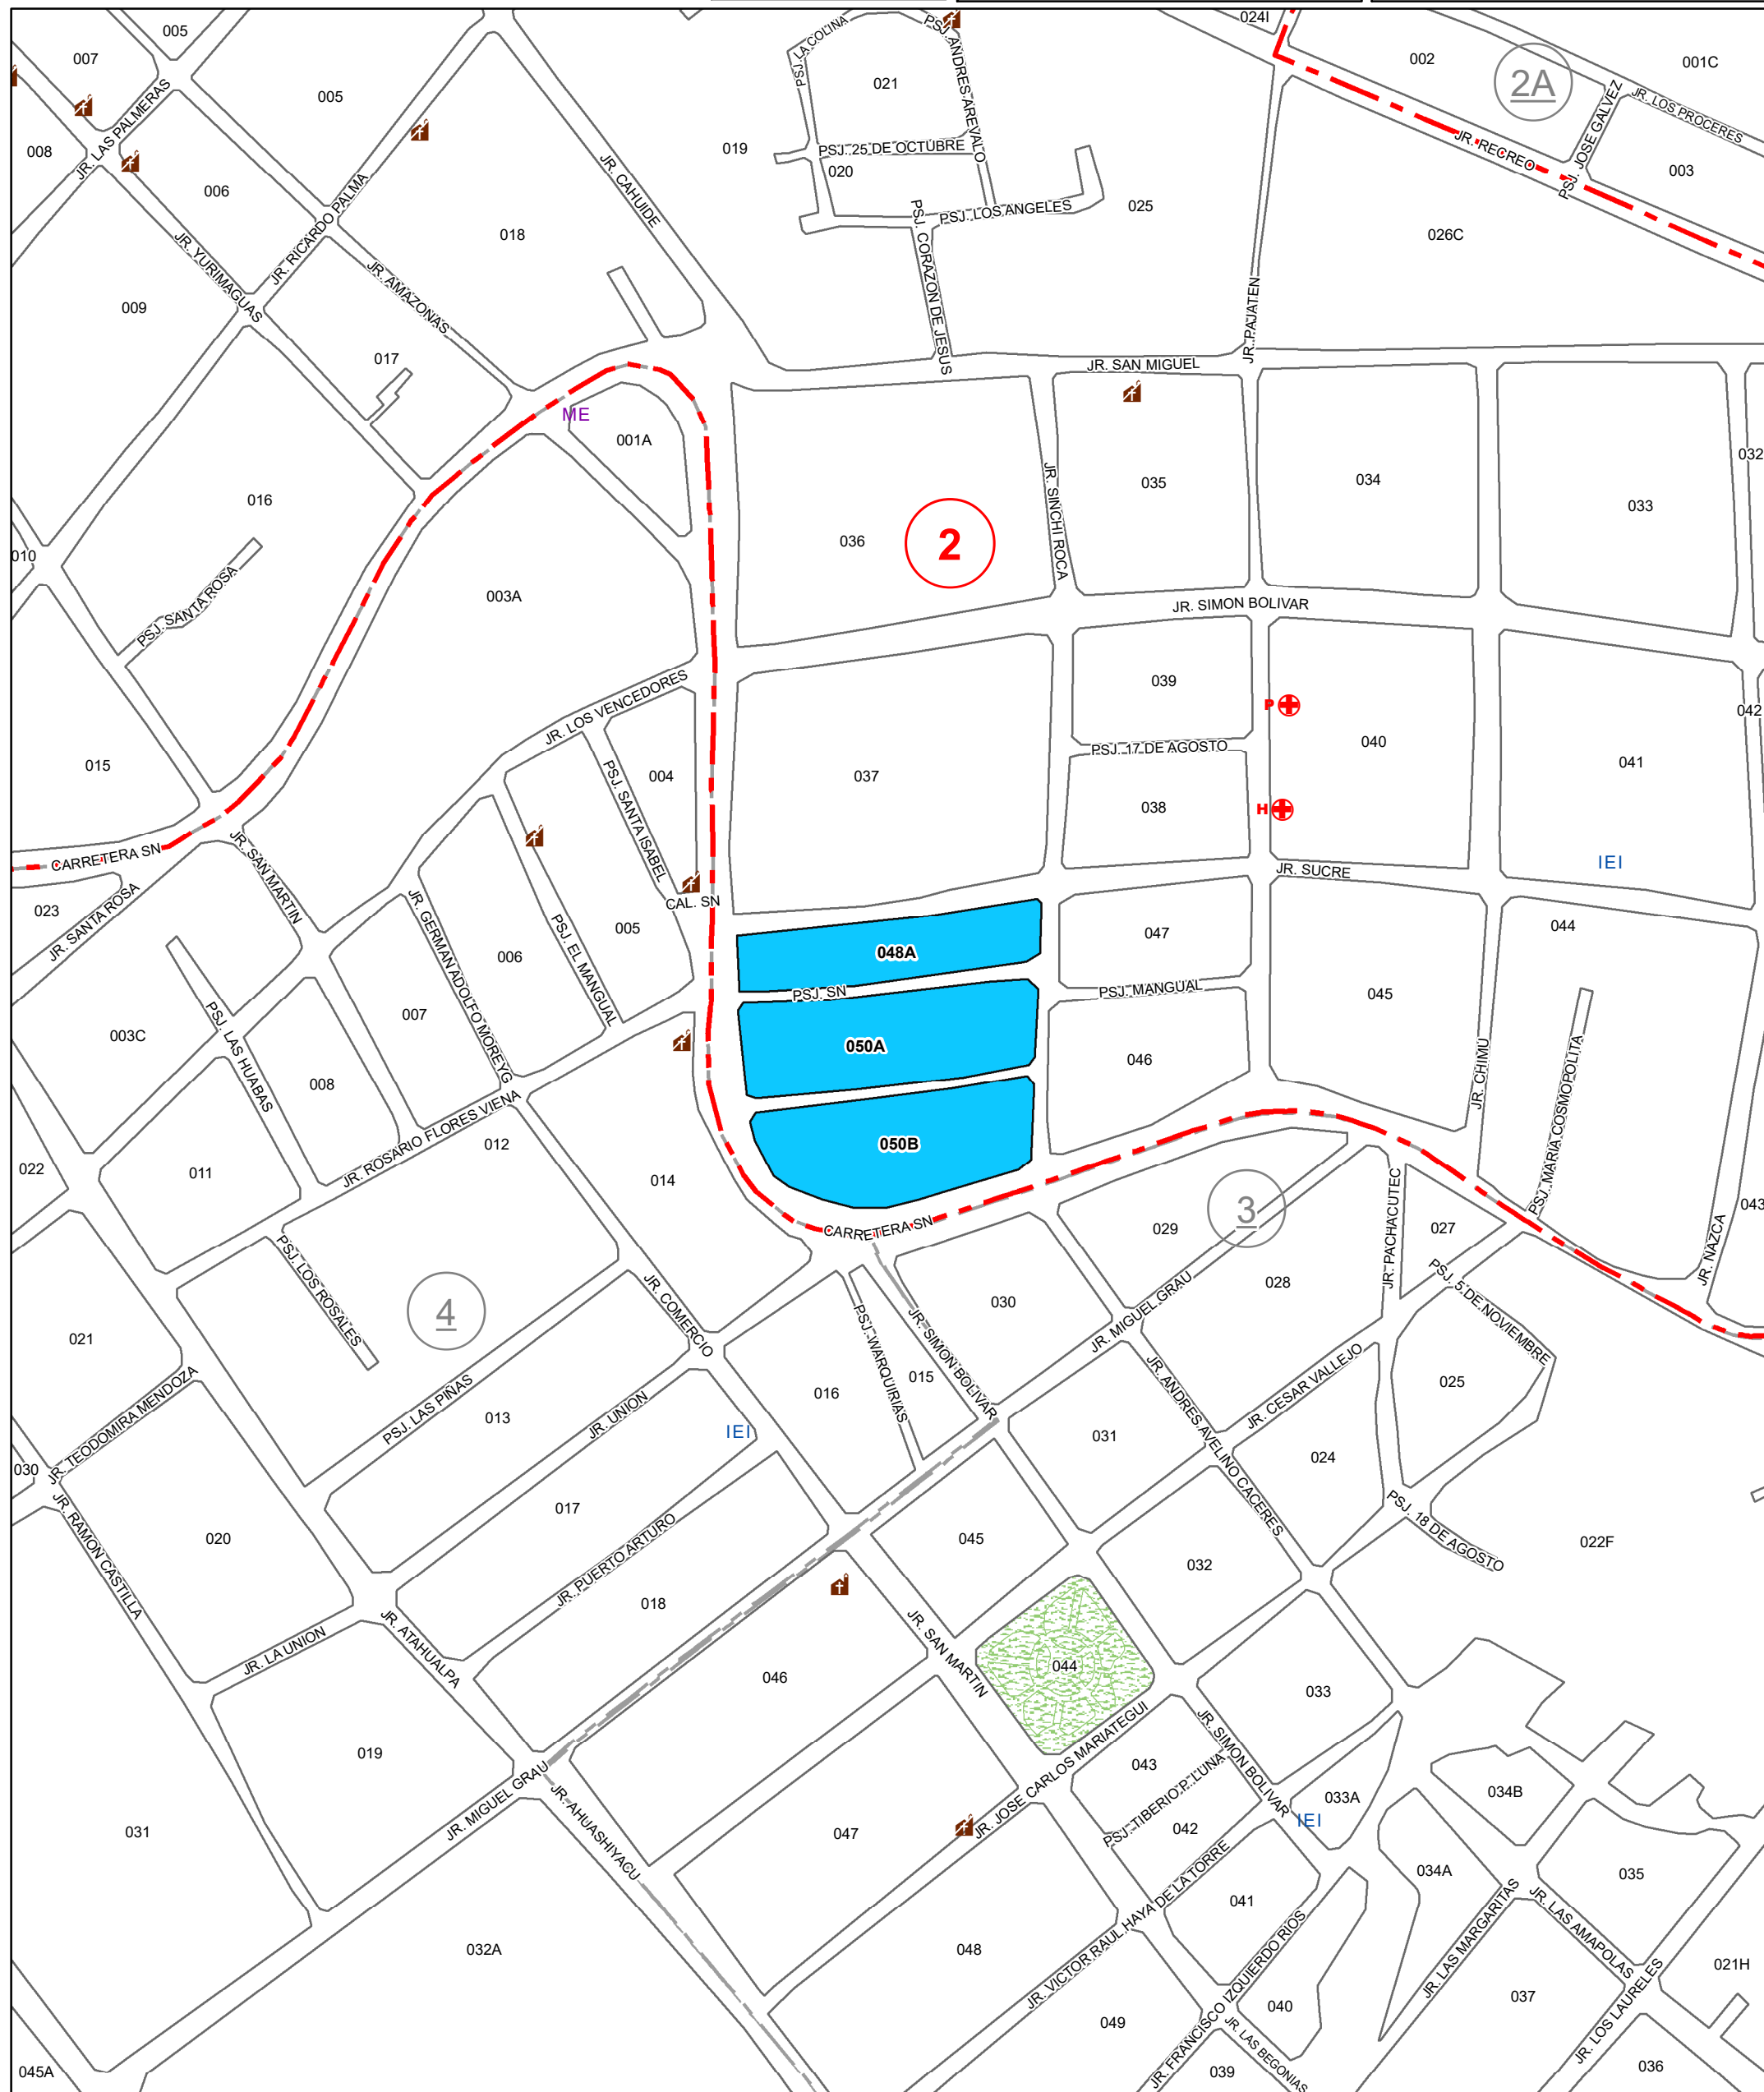 024I
005
007
005
008
JR. LAS PALMERAS
006
JR. RICARDO PALMA
JR. YURIMAGUAS
009
JR. AMAZONAS
018
JR. CAHUIDE
017
019
PSJ. LA COLINA
021
PSJ. ANDRES AREVALO
PSJ. 25 DE OCTUBRE
020
PSJ. LOS ANGELES
PSJ. CORAZON DE JESUS
025
002
2A
001C
JR. LOS PROCERES
PSJ. JOSE GALVEZ
JR. RECREO
003
026C
JR. PAJATEN
JR. SAN MIGUEL
ME
001A
016
010
PSJ. SANTA ROSA
003A
036
2
JR. SINCHI ROCA
035
034
033
032
JR. SIMON BOLIVAR
039
P
040
042
PSJ. 17 DE AGOSTO
037
038
H
041
IEI
JR. SUCRE
015
JR. LOS VENCEDORES
004
PSJ. SANTA ISABEL
CARRETERA SN
JR. SAN MARTIN
023
JR. SANTA ROSA
CAL. SN
005
PSJ. EL MANGUAL
006
JR. GERMAN ADOLFO MOREYG
007
048A
PSJ. SN
050A
050B
047
PSJ. MANGUAL
046
045
044
JR. CHIMU
PSJ. MARIA COSMOPOLITA
043
JR. NAZCA
003C
PSJ. LAS HUABAS
008
JR. ROSARIO FLORES VIENA
012
011
022
014
CARRETERA SN
029
3
JR. PACHACUTEC
027
028
PSJ. 5 DE NOVIEMBRE
PSJ. LOS ROSALES
4
JR. COMERCIO
021
JR. TEODOMIRA MENDOZA
PSJ. LAS PIÑAS
013
JR. UNION
IEI
016
PSJ. WARQUIRIAS
015
JR. SIMON BOLIVAR
030
JR. MIGUEL GRAU
JR. CESAR VALLEJO
025
031
JR. ANDRES AVELINO CACERES
024
PSJ. 18 DE AGOSTO
022F
030
JR. RAMON CASTILLA
020
017
JR. PUERTO ARTURO
018
045
032
JR. LA UNION
JR. ATAHUALPA
046
JR. SAN MARTIN
044
033
019
JR. MIGUEL GRAU
JR. AHUASHIYACU
031
047
JR. JOSE CARLOS MARIATEGUI
043
PSJ. TIBERIO P. LUNA
JR. SIMON BOLIVAR
033A
IEI
034B
042
JR. VICTOR RAUL HAYA DE LA TORRE
034A
035
041
JR. LAS MARGARITAS
JR. LAS AMAPOLAS
032A
048
JR. FRANCISCO IZQUIERDO RIOS
021H
040
037
JR. LOS LAURELES
049
JR. LAS BEGONIAS
045A
039
036